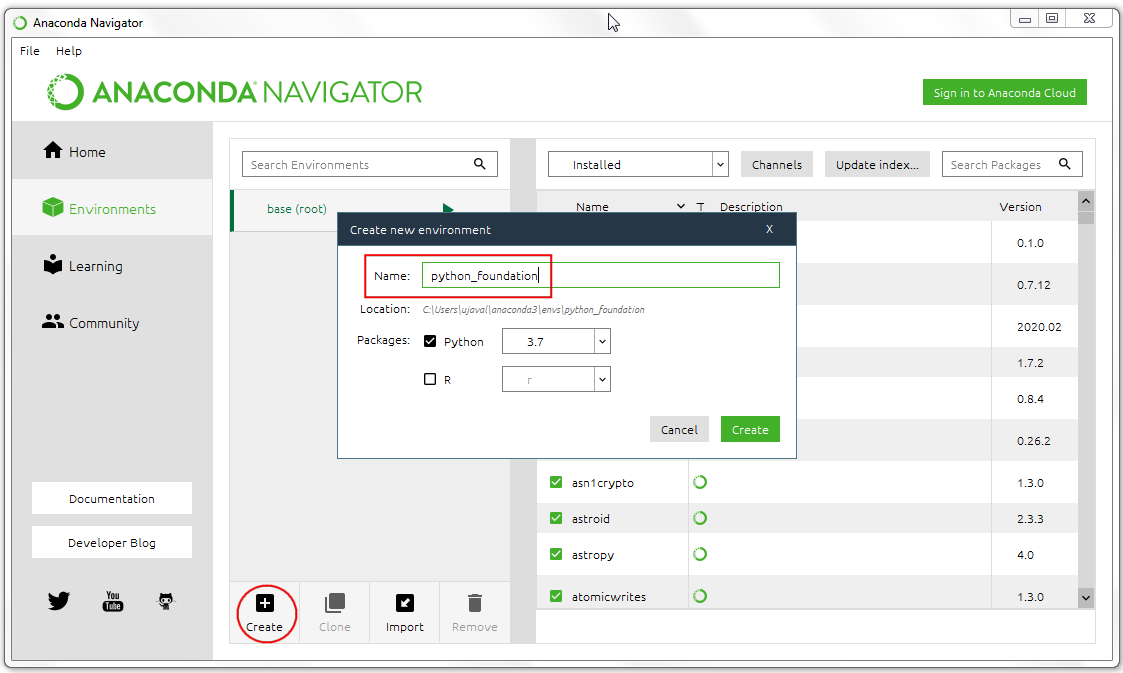 Anaconda Navigator
File Help
ANACONDA NAVIGATOR
Sign in to Anaconda Cloud
Home
Environments
Learning
Community
Documentation
Developer Blog
You
Tube
Search Environments
base (root)
Create
Clone
Import
Remove
Installed
Channels
Update index...
Search Packages
Name T Description Version
0.1.0
0.7.12
2020.02
1.7.2
0.8.4
0.26.2
asn1crypto 1.3.0
astroid 2.3.3
astropy 4.0
atomicwrites 1.3.0
Create new environment X
Name: python_foundation
Location: C:\Users\ujaval\anaconda3\envs\python_foundation
Packages: Python 3.7
R r
Cancel Create